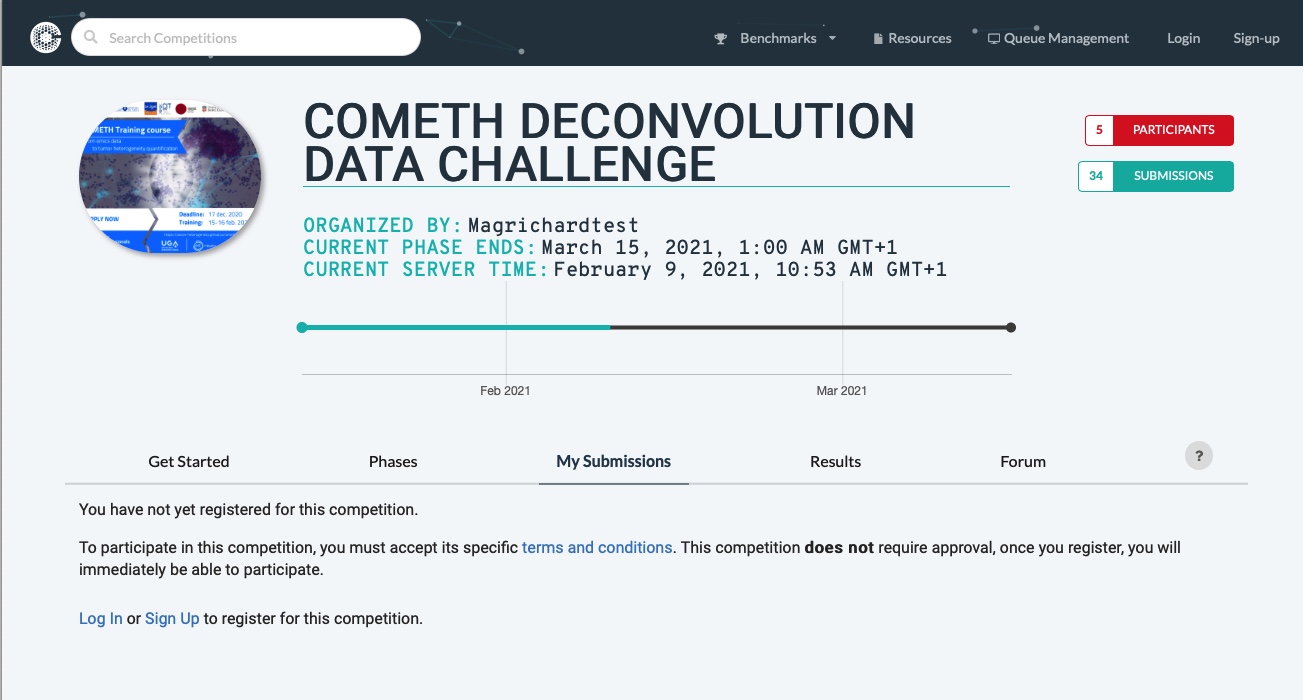 Search Competitions
Benchmarks
Resources
Queue Management
Login
Sign-up
METH Training course
to tumor heterogeneity quantification
PPLY NOW
Deadline: 17 dec. 2020
Training: 15-16 feb. 202
UGA
COMETH DECONVOLUTION
DATA CHALLENGE
5 PARTICIPANTS
34 SUBMISSIONS
ORGANIZED BY: Magrichardtest
CURRENT PHASE ENDS: March 15, 2021, 1:00 AM GMT+1
CURRENT SERVER TIME: February 9, 2021, 10:53 AM GMT+1
Feb 2021
Mar 2021
Get Started
Phases
My Submissions
Results
Forum
?
You have not yet registered for this competition.
To participate in this competition, you must accept its specific terms and conditions. This competition does not require approval, once you register, you will
immediately be able to participate.
Log In or Sign Up to register for this competition.